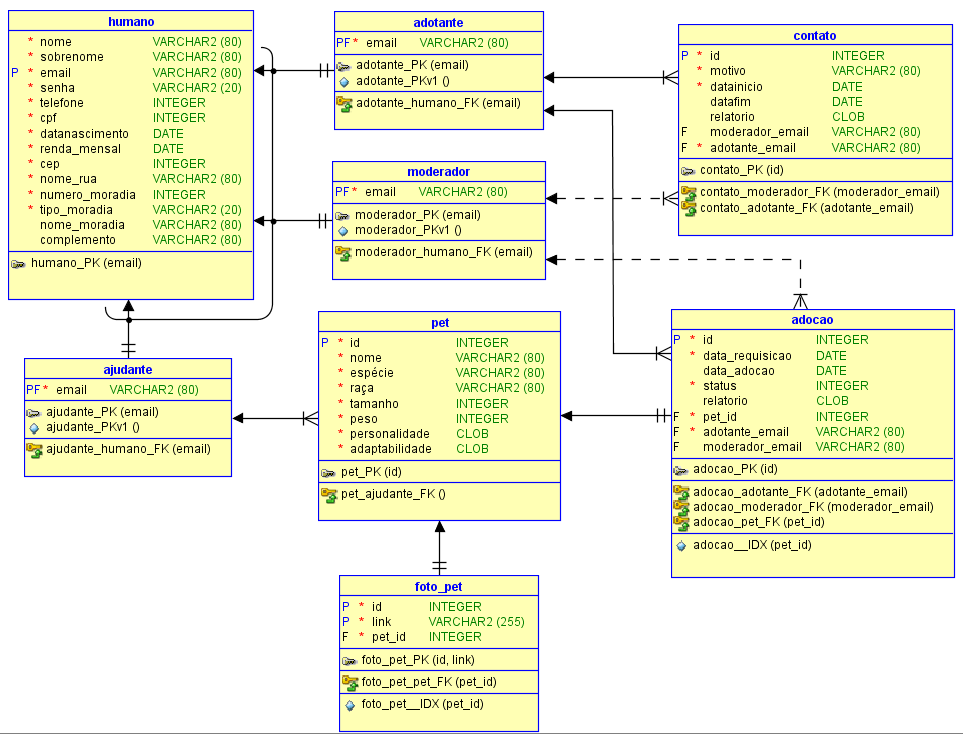 humano
* nome VARCHAR2 (80)
* sobrenome VARCHAR2 (80)
P * email VARCHAR2 (80)
* senha VARCHAR2 (20)
* telefone INTEGER
* cpf INTEGER
* datanascimento DATE
* renda_mensal DATE
* cep INTEGER
* nome_rua VARCHAR2 (80)
* numero_moradia INTEGER
* tipo_moradia VARCHAR2 (20)
nome_moradia VARCHAR2 (80)
complemento VARCHAR2 (80)
humano_PK (email)
adotante
PF * email VARCHAR2 (80)
adotante_PK (email)
adotante_PKv1 ()
adotante_humano_FK (email)
contato
P * id INTEGER
* motivo VARCHAR2 (80)
* datainicio DATE
datafim DATE
relatorio CLOB
F moderador_email VARCHAR2 (80)
F * adotante_email VARCHAR2 (80)
contato_PK (id)
contato_moderador_FK (moderador_email)
contato_adotante_FK (adotante_email)
moderador
PF * email VARCHAR2 (80)
moderador_PK (email)
moderador_PKv1 ()
moderador_humano_FK (email)
ajudante
PF * email VARCHAR2 (80)
ajudante_PK (email)
ajudante_PKv1 ()
ajudante_humano_FK (email)
pet
P * id INTEGER
* nome VARCHAR2 (80)
* espécie VARCHAR2 (80)
* raça VARCHAR2 (80)
* tamanho INTEGER
* peso INTEGER
* personalidade CLOB
* adaptabilidade CLOB
pet_PK (id)
pet_ajudante_FK ()
adocao
P * id INTEGER
* data_requisicao DATE
data_adocao DATE
* status INTEGER
relatorio CLOB
F * pet_id INTEGER
F * adotante_email VARCHAR2 (80)
F moderador_email VARCHAR2 (80)
adocao_PK (id)
adocao_adotante_FK (adotante_email)
adocao_moderador_FK (moderador_email)
adocao_pet_FK (pet_id)
adocao__IDX (pet_id)
foto_pet
P * id INTEGER
P * link VARCHAR2 (255)
F * pet_id INTEGER
foto_pet_PK (id, link)
foto_pet_pet_FK (pet_id)
foto_pet__IDX (pet_id)